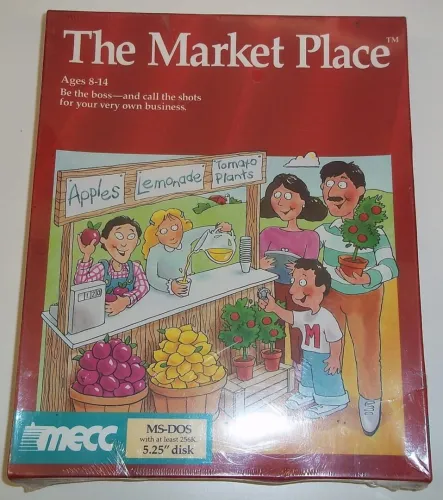 The Market Place™
Ages 8-14
Be the boss—and call the shots
for your very own business.
Apples
Lemonade
Tomato
Plants
M
mecc
MS-DOS
with at least 256K
5.25" disk